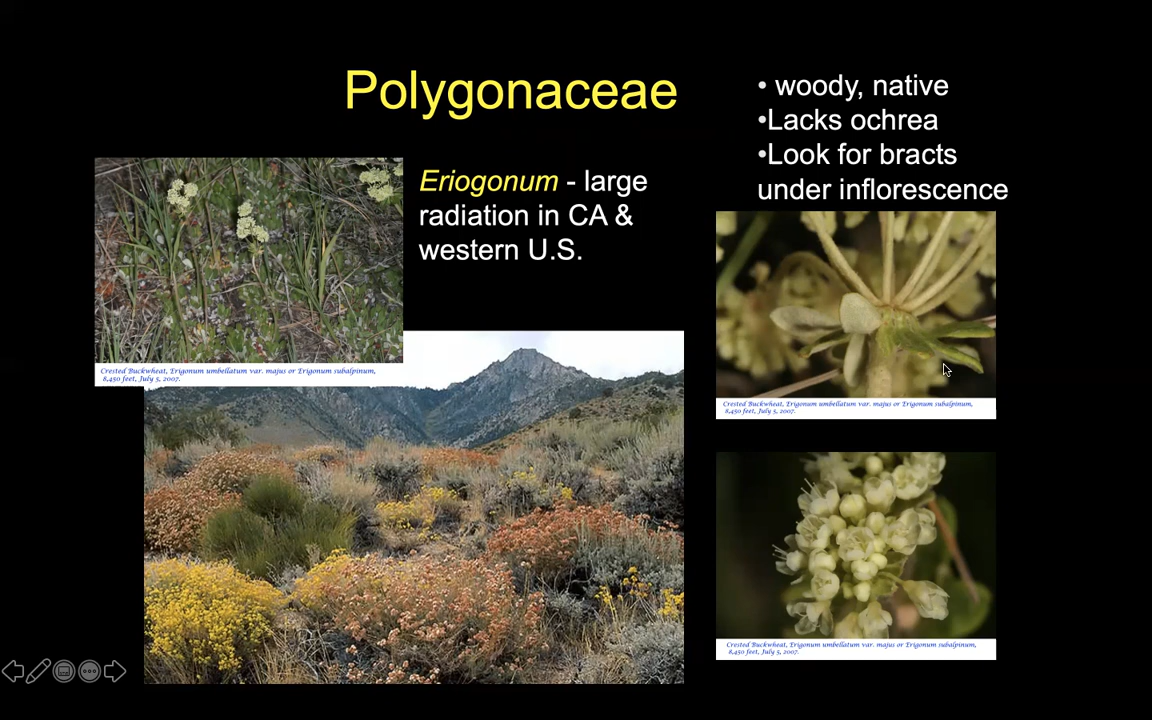 Polygonaceae
• woody, native
•Lacks ochrea
•Look for bracts
under inflorescence
Eriogonum - large
radiation in CA &
western U.S.
Crested Buckwheat, Erigonum umbellatum var. majus or Erigonum subalpinum,
8,450 feet, July 5, 2007.
Crested Buckwheat, Erigonum umbellatum var. majus or Erigonum subalpinum,
8,450 feet, July 5, 2007.
Crested Buckwheat, Erigonum umbellatum var. majus or Erigonum subalpinum,
8,450 feet, July 5, 2007.